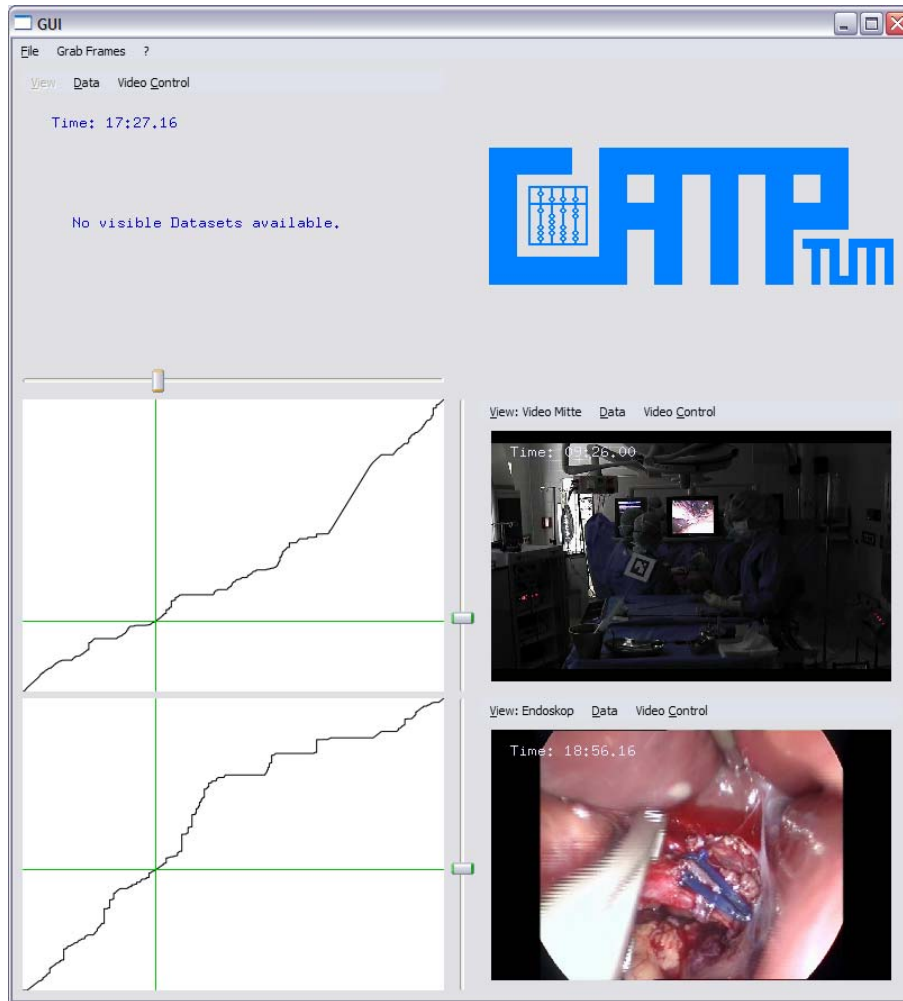 GUI
File Grab Frames ?
View Data Video Control
Time: 17:27.16
No visible Datasets available.
CAMP
TUM
View: Video Mitte Data Video Control
Time: 09:26.00
View: Endoskop Data Video Control
Time: 18:56.16